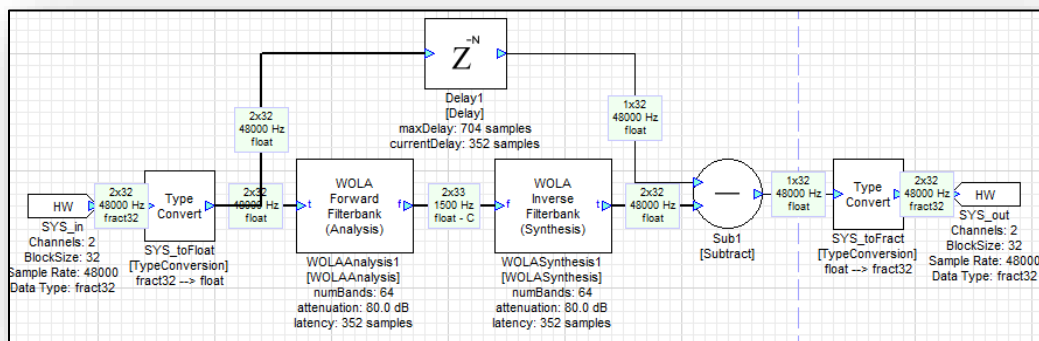 Z
-N
Delay1
[Delay]
maxDelay: 704 samples
currentDelay: 352 samples
2x32
48000 Hz
float
1x32
48000 Hz
float
HW
SYS_in
Channels: 2
BlockSize: 32
Sample Rate: 48000
Data Type: fract32
2x32
48000 Hz
fract32
Type
Convert
SYS_toFloat
[TypeConversion]
fract32 --> float
2x32
48000 Hz
float
t
WOLA
Forward
Filterbank
(Analysis)
f
WOLAAnalysis1
[WOLAAnalysis]
numBands: 64
attenuation: 80.0 dB
latency: 352 samples
2x33
1500 Hz
float - C
f
WOLA
Inverse
Filterbank
(Synthesis)
t
WOLASynthesis1
[WOLASynthesis]
numBands: 64
attenuation: 80.0 dB
latency: 352 samples
2x32
48000 Hz
float
Sub1
[Subtract]
1x32
48000 Hz
float
Type
Convert
SYS_toFract
[TypeConversion]
float --> fract32
2x32
48000 Hz
fract32
HW
SYS_out
Channels: 2
BlockSize: 32
Sample Rate: 48000
Data Type: fract32